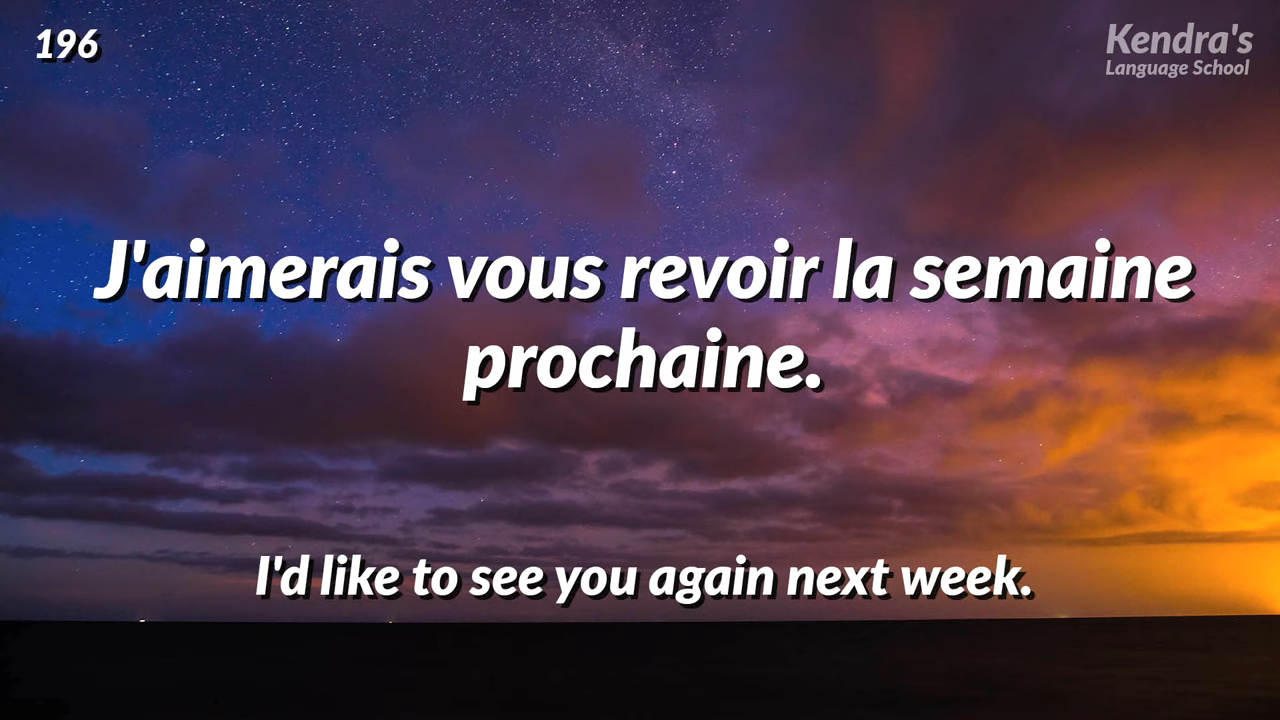 196
Kendra's
Language School
J'aimerais vous revoir la semaine
prochaine.
I'd like to see you again next week.